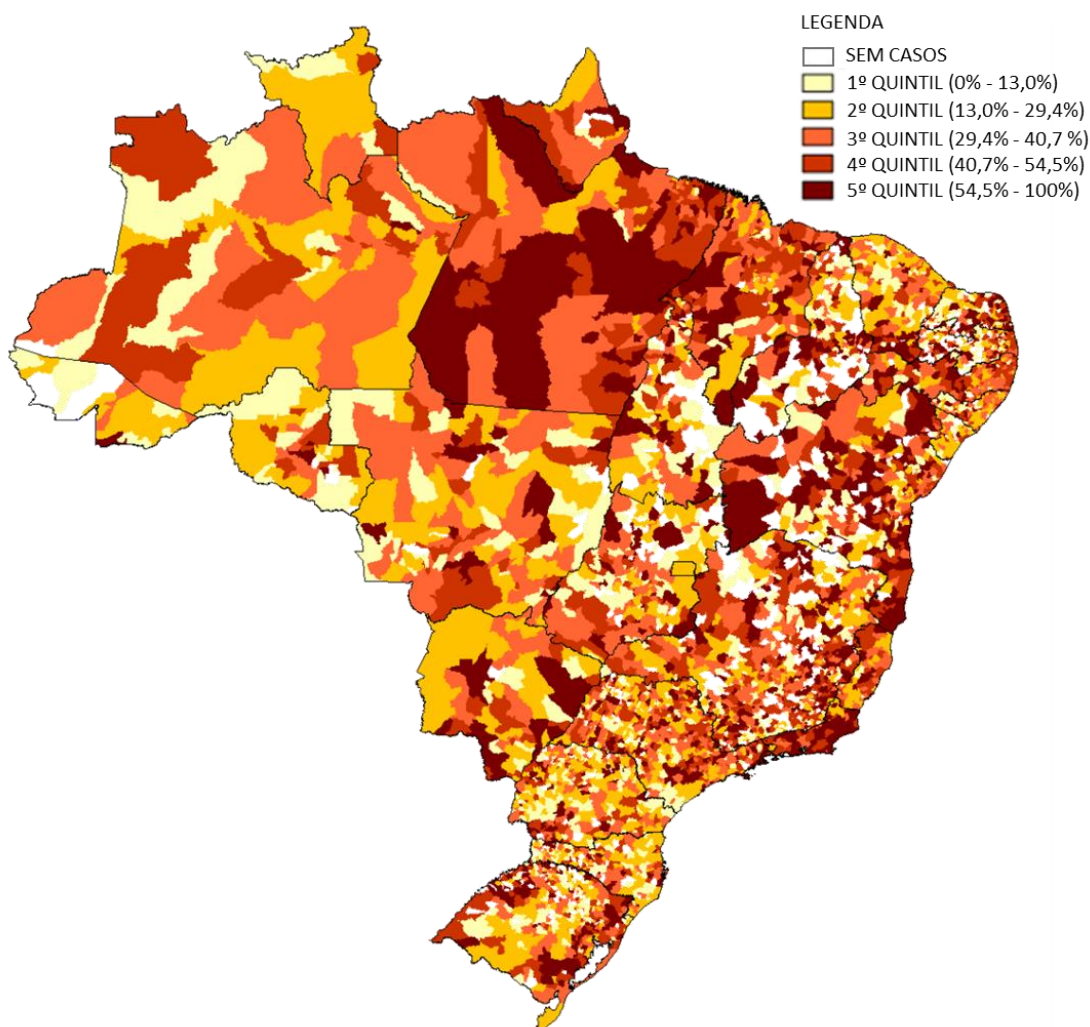 LEGENDA
SEM CASOS
1º QUINTIL (0% - 13,0%)
2º QUINTIL (13,0% - 29,4%)
3º QUINTIL (29,4% - 40,7 %)
4º QUINTIL (40,7% - 54,5%)
5º QUINTIL (54,5% - 100%)